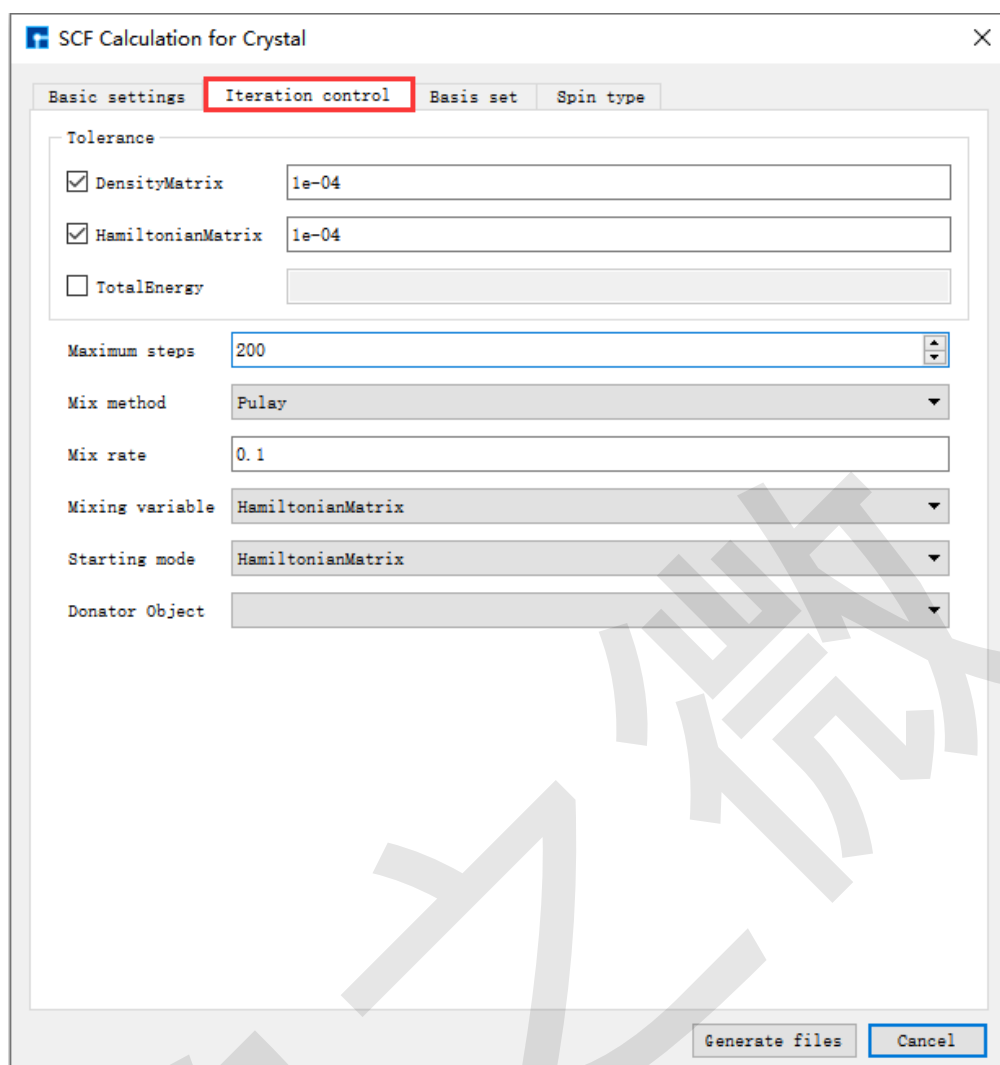 SCF Calculation for Crystal
Basic settings Iteration control Basis set Spin type
Tolerance
DensityMatrix 1e-04
HamiltonianMatrix 1e-04
TotalEnergy
Maximum steps 200
Mix method Pulay
Mix rate 0.1
Mixing variable HamiltonianMatrix
Starting mode HamiltonianMatrix
Donator Object
之微
Generate files Cancel